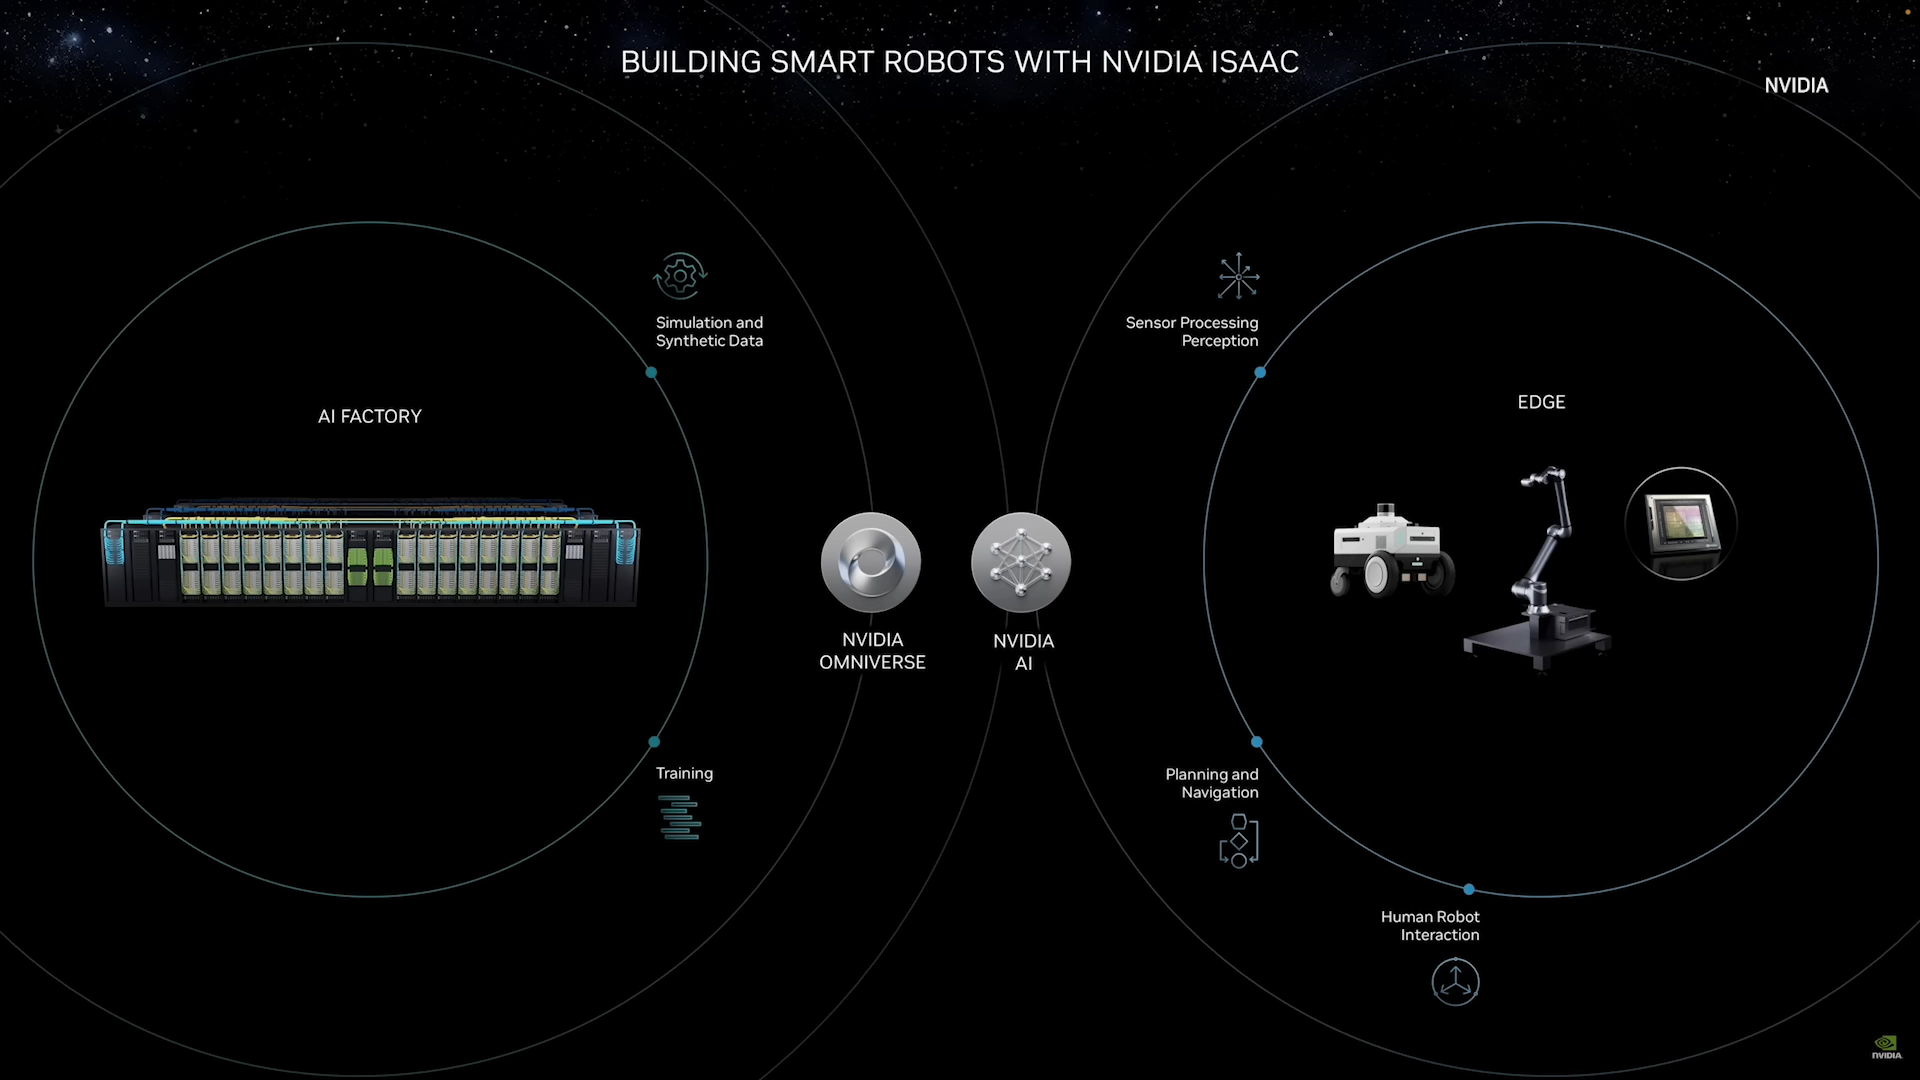 BUILDING SMART ROBOTS WITH NVIDIA ISAAC
NVIDIA
Simulation and
Synthetic Data
Sensor Processing
Perception
AI FACTORY
EDGE
NVIDIA
OMNIVERSE
NVIDIA
AI
Training
Planning and
Navigation
Human Robot
Interaction
NVIDIA